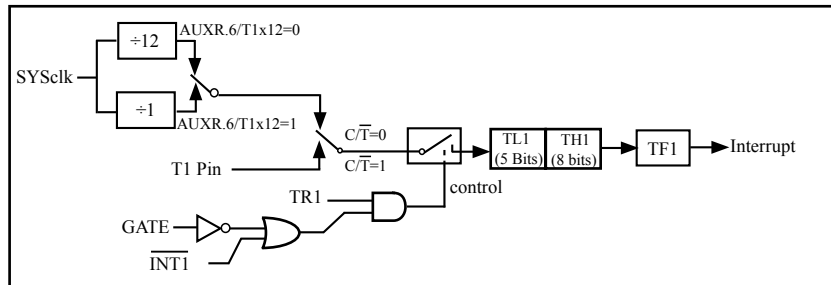 ÷12
AUXR.6/T1x12=0
SYSclk
÷1
AUXR.6/T1x12=1
C/T̅=0
C/T̅=1
T1 Pin
TL1
(5 Bits)
TH1
(8 bits)
TF1
Interrupt
control
TR1
GATE
I̅N̅T̅1̅